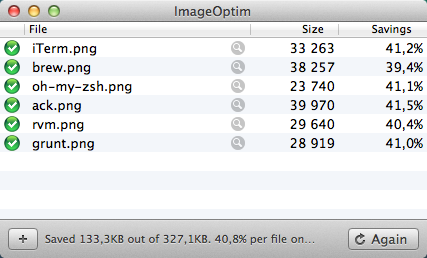 ImageOptim
File Size Savings
iTerm.png 33 263 41,2%
brew.png 38 257 39,4%
oh-my-zsh.png 23 740 41,1%
ack.png 39 970 41,5%
rvm.png 29 640 40,4%
grunt.png 28 919 41,0%
Saved 133,3KB out of 327,1KB. 40,8% per file on... Again